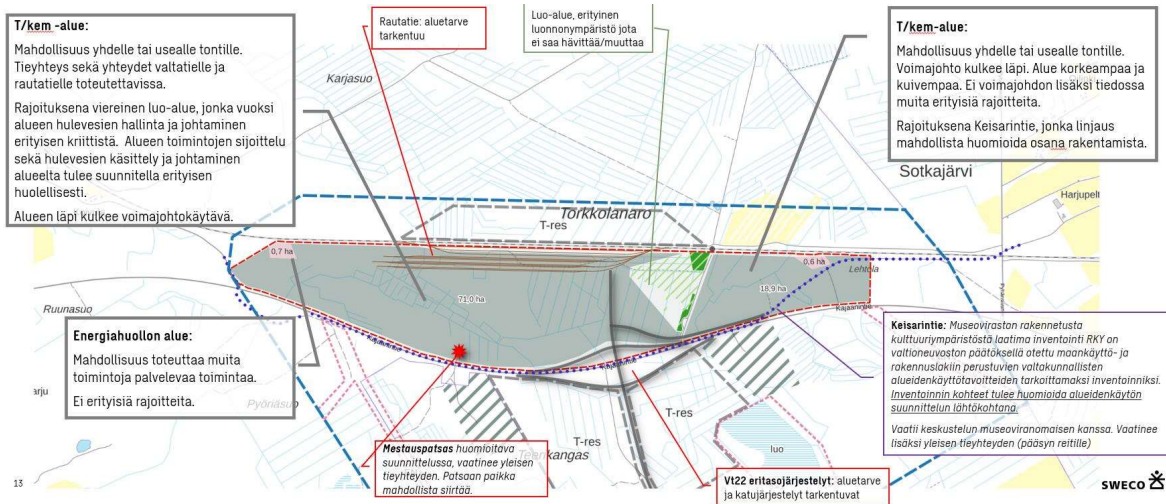 T/kem -alue:
Mahdollisuus yhdelle tai usealle tontille.
Tieyhteys sekä yhteydet valtatielle ja
rautatielle toteutettavissa.
Rajoituksena viereinen luo-alue, jonka vuoksi
alueen hulevesien hallinta ja johtaminen
erityisen kriittistä. Alueen toimintojen sijoittelu
sekä hulevesien käsittely ja johtaminen
alueelta tulee suunnitella erityisen
huolellisesti.
Alueen läpi kulkee voimajohtokäytävä.
Rautatie: aluetarve
tarkentuu
Luo-alue, erityinen
luonnonympäristö jota
ei saa hävittää/muuttaa
T/kem-alue:
Mahdollisuus yhdelle tai usealle tontille.
Voimajohto kulkee läpi. Alue korkeampaa ja
kuivempaa. Ei voimajohdon lisäksi tiedossa
muita erityisiä rajoitteita.
Rajoituksena Keisarintie, jonka linjaus
mahdollista huomioida osana rakentamista.
Karjasuo
Sotkajärvi
Harjupelt
Torkkolanaro
T-res
0,7 ha
71,0 ha
0,6 ha
Lehtola
18,9 ha
Kajaanintie
Ruunasuo
Energiahuollon alue:
Mahdollisuus toteuttaa muita
toimintoja palvelevaa toimintaa.
Ei erityisiä rajoitteita.
arju
Pyöriäsuo
Keisarintie: Museoviraston rakennetusta
kulttuuriympäristöstä laatima inventointi RKY on
valtioneuvoston päätöksellä otettu maankäyttö- ja
rakennuslakiin perustuvien valtakunnallisten
alueidenkäyttötavoitteiden tarkoittamaksi inventoinniksi.
Inventoinnin kohteet tulee huomioida alueidenkäytön
suunnittelun lähtökohtana.
Vaatii keskustelun museoviranomaisen kanssa. Vaatinee
lisäksi yleisen tieyhteyden (pääsyn reitille)
T-res
T-res
luo
Mestauspatsas huomioitava
suunnittelussa, vaatinee yleisen
tieyhteyden. Patsaan paikka
mahdollista siirtää.
Vt22 eritasojärjestelyt: aluetarve
ja katujärjestelyt tarkentuvat
13
SWECO